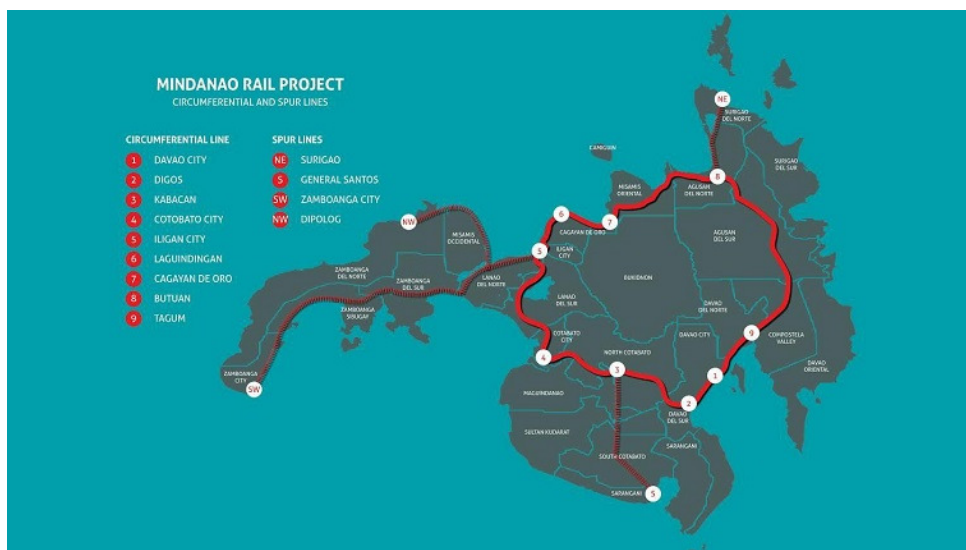 MINDANAO RAIL PROJECT
CIRCUMFERENTIAL AND SPUR LINES
CIRCUMFERENTIAL LINE
1 DAVAO CITY
2 DIGOS
3 KABACAN
4 COTOBATO CITY
5 ILIGAN CITY
6 LAGUINDINGAN
7 CAGAYAN DE ORO
8 BUTUAN
9 TAGUM
SPUR LINES
NE SURIGAO
S GENERAL SANTOS
SW ZAMBOANGA CITY
NW DIPOLOG
NE
SURIGAO
DEL NORTE
CAMIGUIN
SURIGAO
DEL SUR
8
MISAMIS
ORIENTAL
AGUSAN
DEL NORTE
NW
6
7
CAGAYAN DE ORO
MISAMIS
OCCIDENTAL
AGUSAN
DEL SUR
5
ILIGAN
CITY
ZAMBOANGA
DEL NORTE
ZAMBOANGA
DEL SUR
LANAO
DEL NORTE
BUKIDNON
LANAO
DEL SUR
DAVAO
DEL NORTE
ZAMBOANGA
SIBUGAY
COTABATO
CITY
DAVAO CITY
9
COMPOSTELA
VALLEY
4
NORTH COTABATO
3
1
DAVAO
ORIENTAL
ZAMBOANGA
CITY
SW
MAGUINDANAO
2
DAVAO
DEL SUR
SULTAN KUDARAT
SARANGANI
SOUTH COTABATO
SARANGANI
S